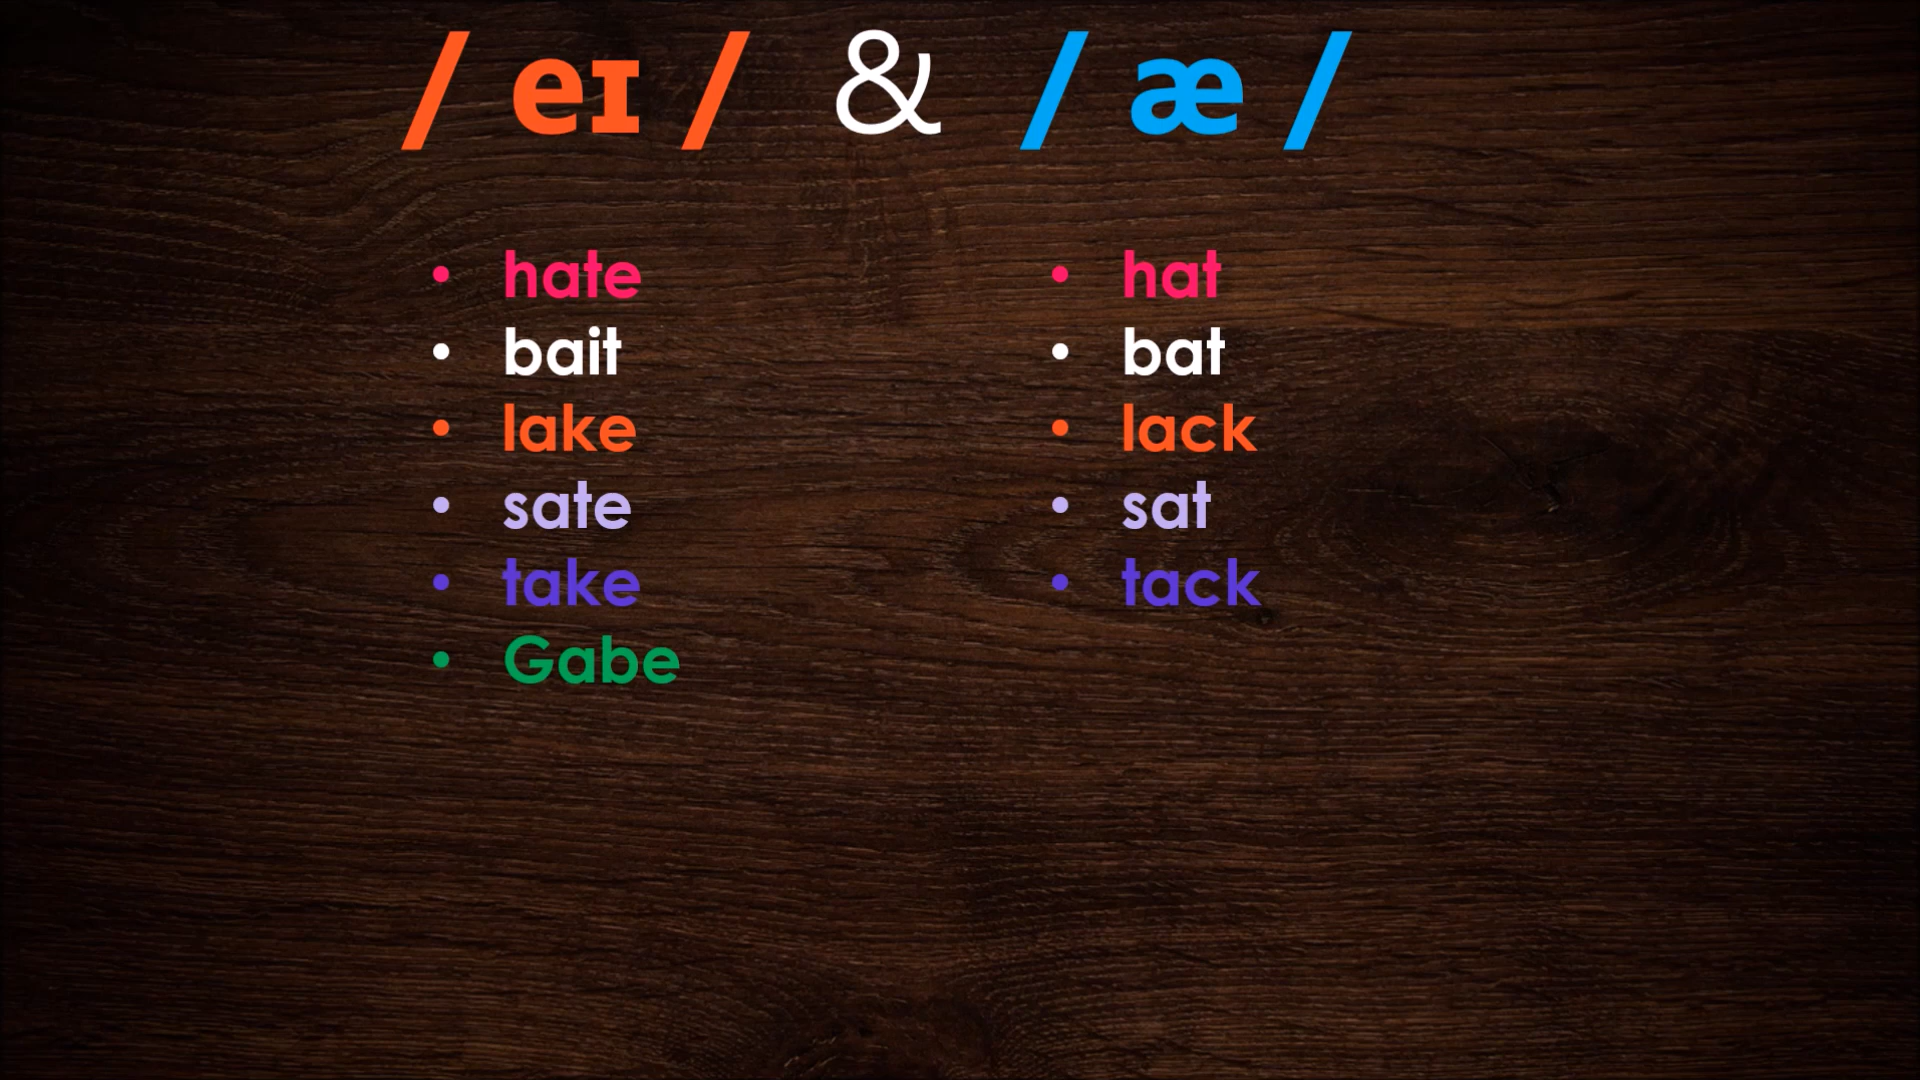 / eɪ / & / æ /
• hate • hat
• bait • bat
• lake • lack
• sate • sat
• take • tack
• Gabe